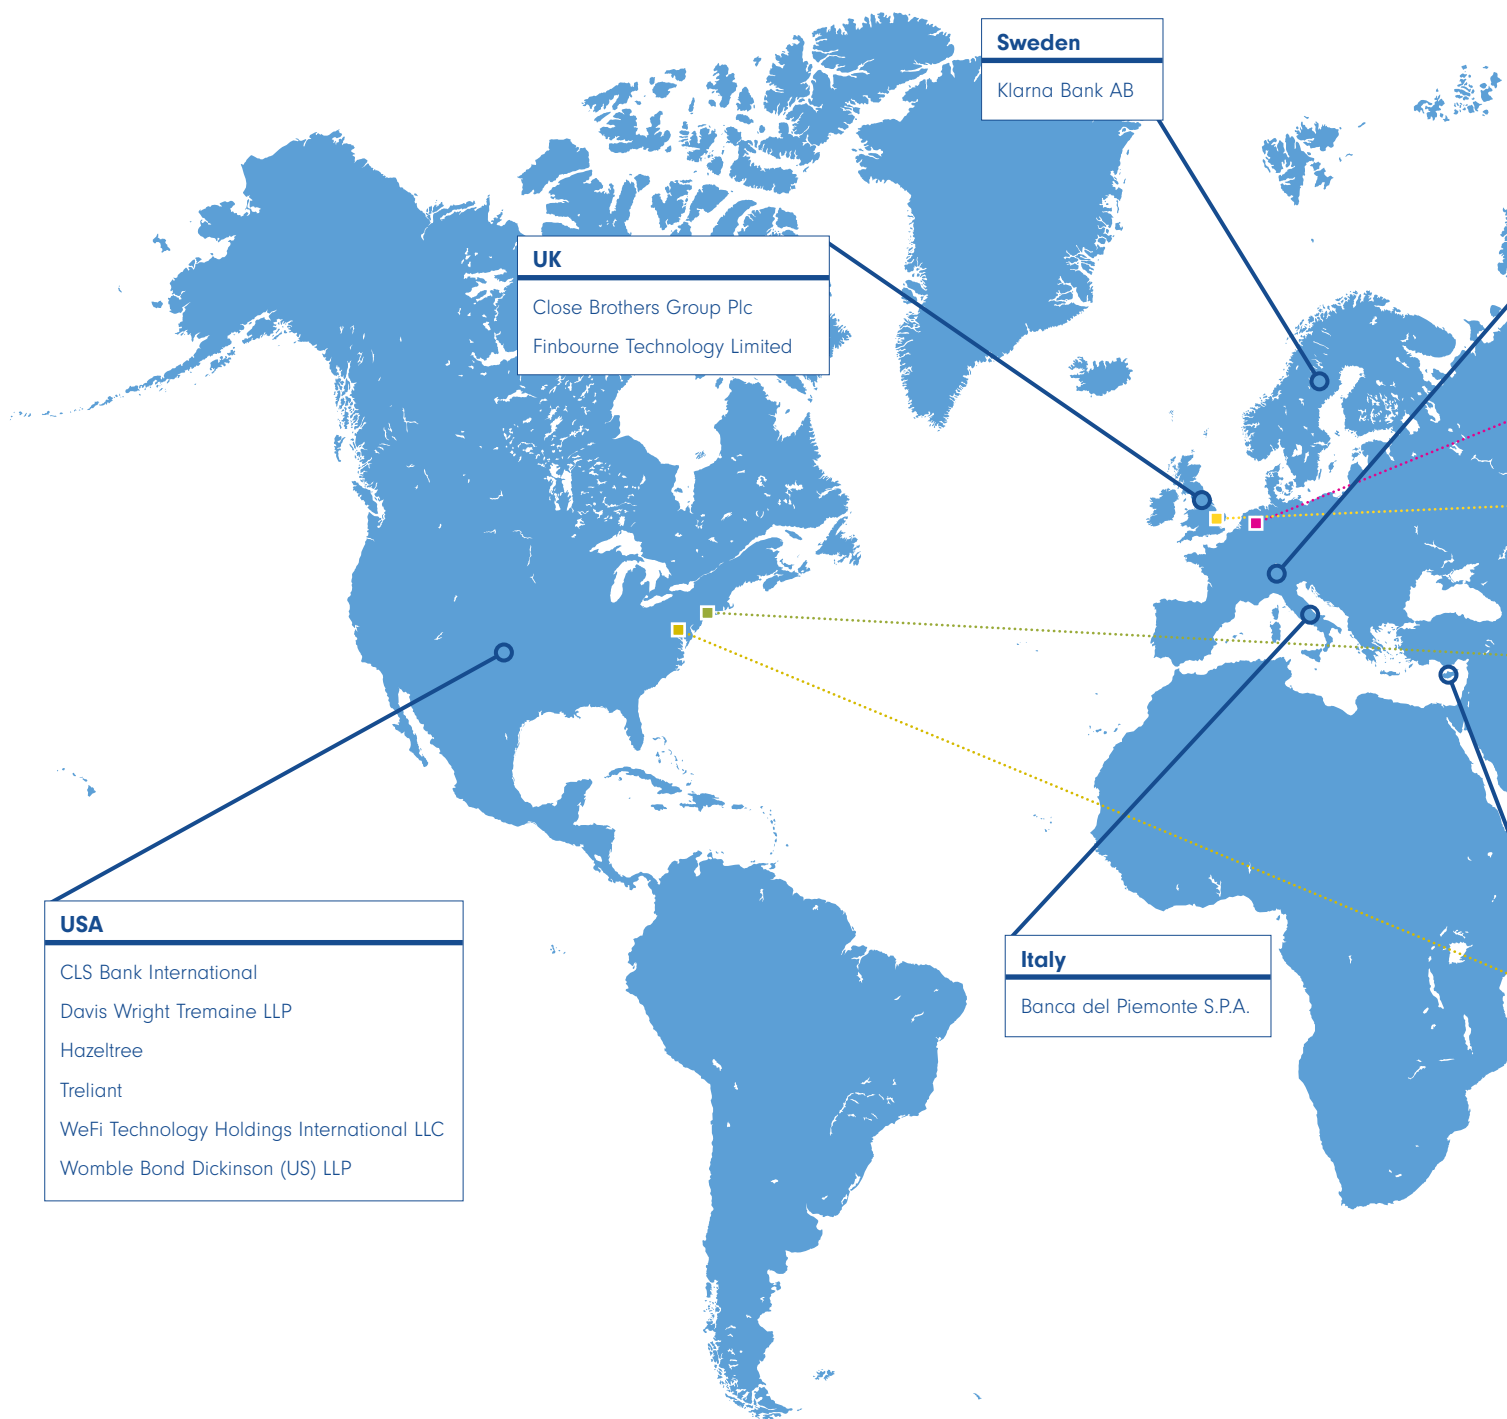 Sweden
Klarna Bank AB
UK
Close Brothers Group Plc
Finbourne Technology Limited
USA
CLS Bank International
Davis Wright Tremaine LLP
Hazeltree
Treliant
WeFi Technology Holdings International LLC
Womble Bond Dickinson (US) LLP
Italy
Banca del Piemonte S.P.A.